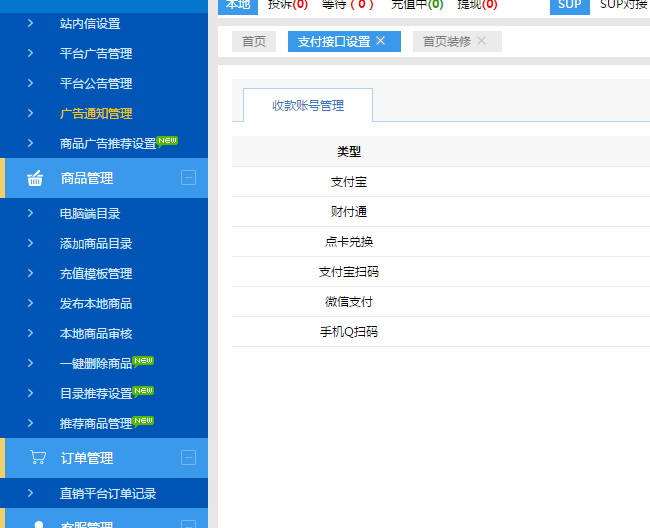 站内信设置
平台广告管理
平台公告管理
广告通知管理
商品广告推荐设置 NEW
商品管理
电脑端目录
添加商品目录
充值模板管理
发布本地商品
本地商品审核
一键删除商品 NEW
目录推荐设置 NEW
推荐商品管理 NEW
订单管理
直销平台订单记录
客服管理
本地 投诉(0) 等待(0) 充值中(0) 提现(0) SUP SUP对接
首页 支付接口设置 首页装修
收款账号管理
类型
支付宝
财付通
点卡兑换
支付宝扫码
微信支付
手机Q扫码